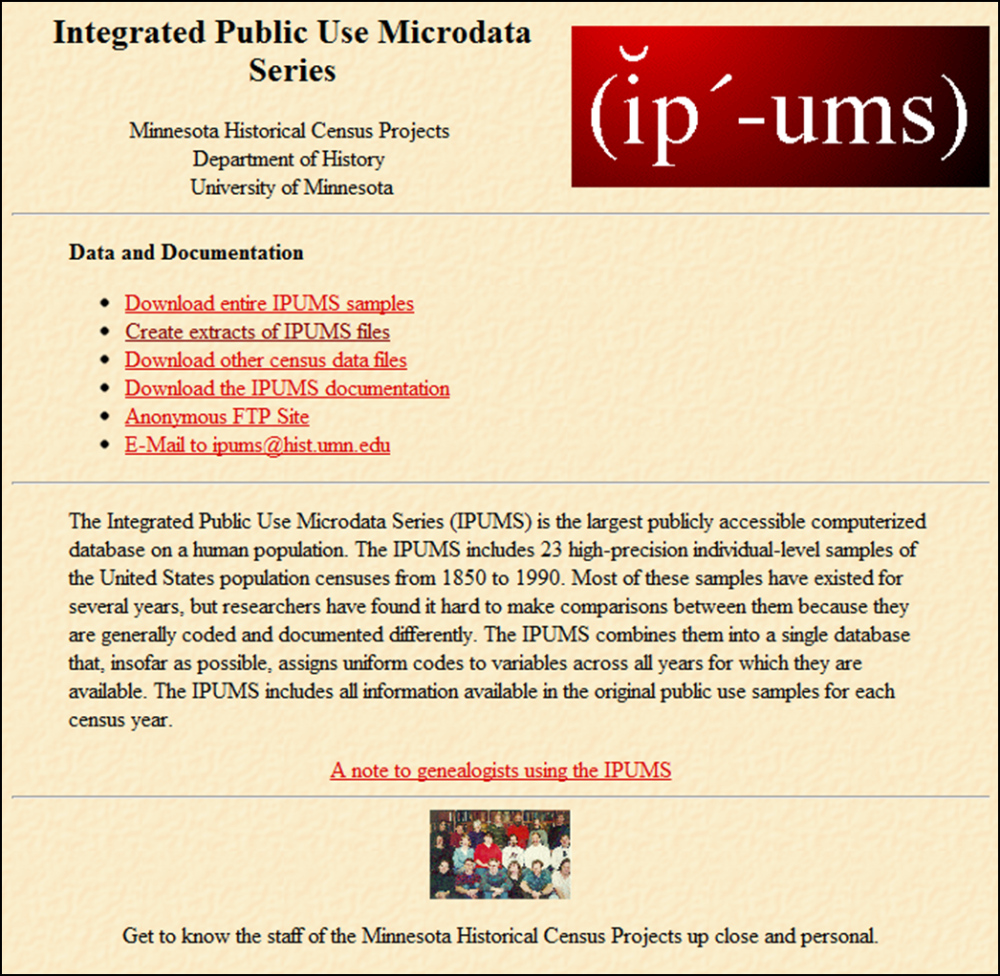 Integrated Public Use Microdata
Series
(ĭp´-ums)
Minnesota Historical Census Projects
Department of History
University of Minnesota
Data and Documentation
Download entire IPUMS samples
Create extracts of IPUMS files
Download other census data files
Download the IPUMS documentation
Anonymous FTP Site
E-Mail to ipums@hist.umn.edu
The Integrated Public Use Microdata Series (IPUMS) is the largest publicly accessible computerized
database on a human population. The IPUMS includes 23 high-precision individual-level samples of
the United States population censuses from 1850 to 1990. Most of these samples have existed for
several years, but researchers have found it hard to make comparisons between them because they
are generally coded and documented differently. The IPUMS combines them into a single database
that, insofar as possible, assigns uniform codes to variables across all years for which they are
available. The IPUMS includes all information available in the original public use samples for each
census year.
A note to genealogists using the IPUMS
Get to know the staff of the Minnesota Historical Census Projects up close and personal.